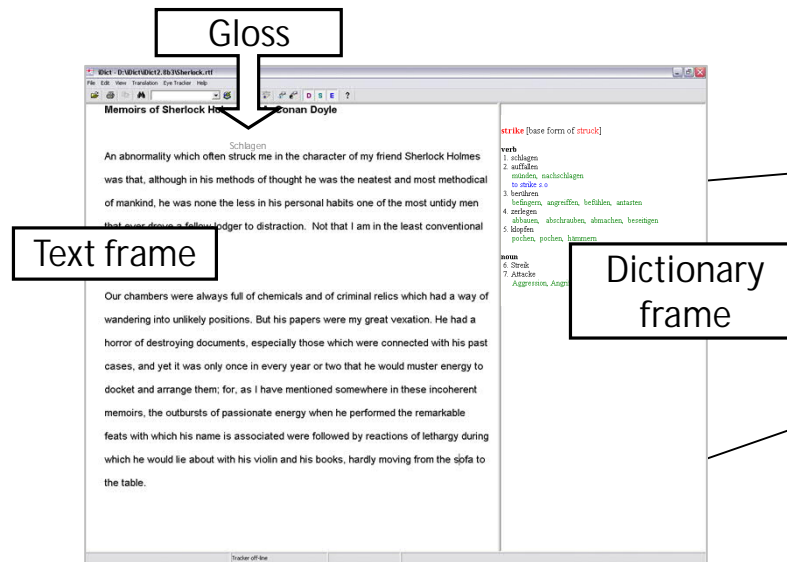 Gloss
iDict - D:\iDict\iDict2.0b3\Sherlock.rtf
File Edit View Translation Eye Tracker Help
D S E ?
Memoirs of Sherlock Conan Doyle
Schlagen
An abnormality which often struck me in the character of my friend Sherlock Holmes
was that, although in his methods of thought he was the neatest and most methodical
of mankind, he was none the less in his personal habits one of the most untidy men
that ever drove a fellow lodger to distraction. Not that I am in the least conventional
Text frame
Our chambers were always full of chemicals and of criminal relics which had a way of
wandering into unlikely positions. But his papers were my great vexation. He had a
horror of destroying documents, especially those which were connected with his past
cases, and yet it was only once in every year or two that he would muster energy to
docket and arrange them; for, as I have mentioned somewhere in these incoherent
memoirs, the outbursts of passionate energy when he performed the remarkable
feats with which his name is associated were followed by reactions of lethargy during
which he would lie about with his violin and his books, hardly moving from the sofa to
the table.
strike [base form of struck]
verb
1. schlagen
2. auffallen
münden, nachschlagen
to strike s.o
3. berühren
befingern, angreiffen, befühlen, antasten
4. zerlegen
abbauen, abschrauben, abmachen, beseitigen
5. klopfen
pochen, pochen, hämmern
noun
6. Streik
7. Attacke
Aggression,
Dictionary
frame
Tracker off-line